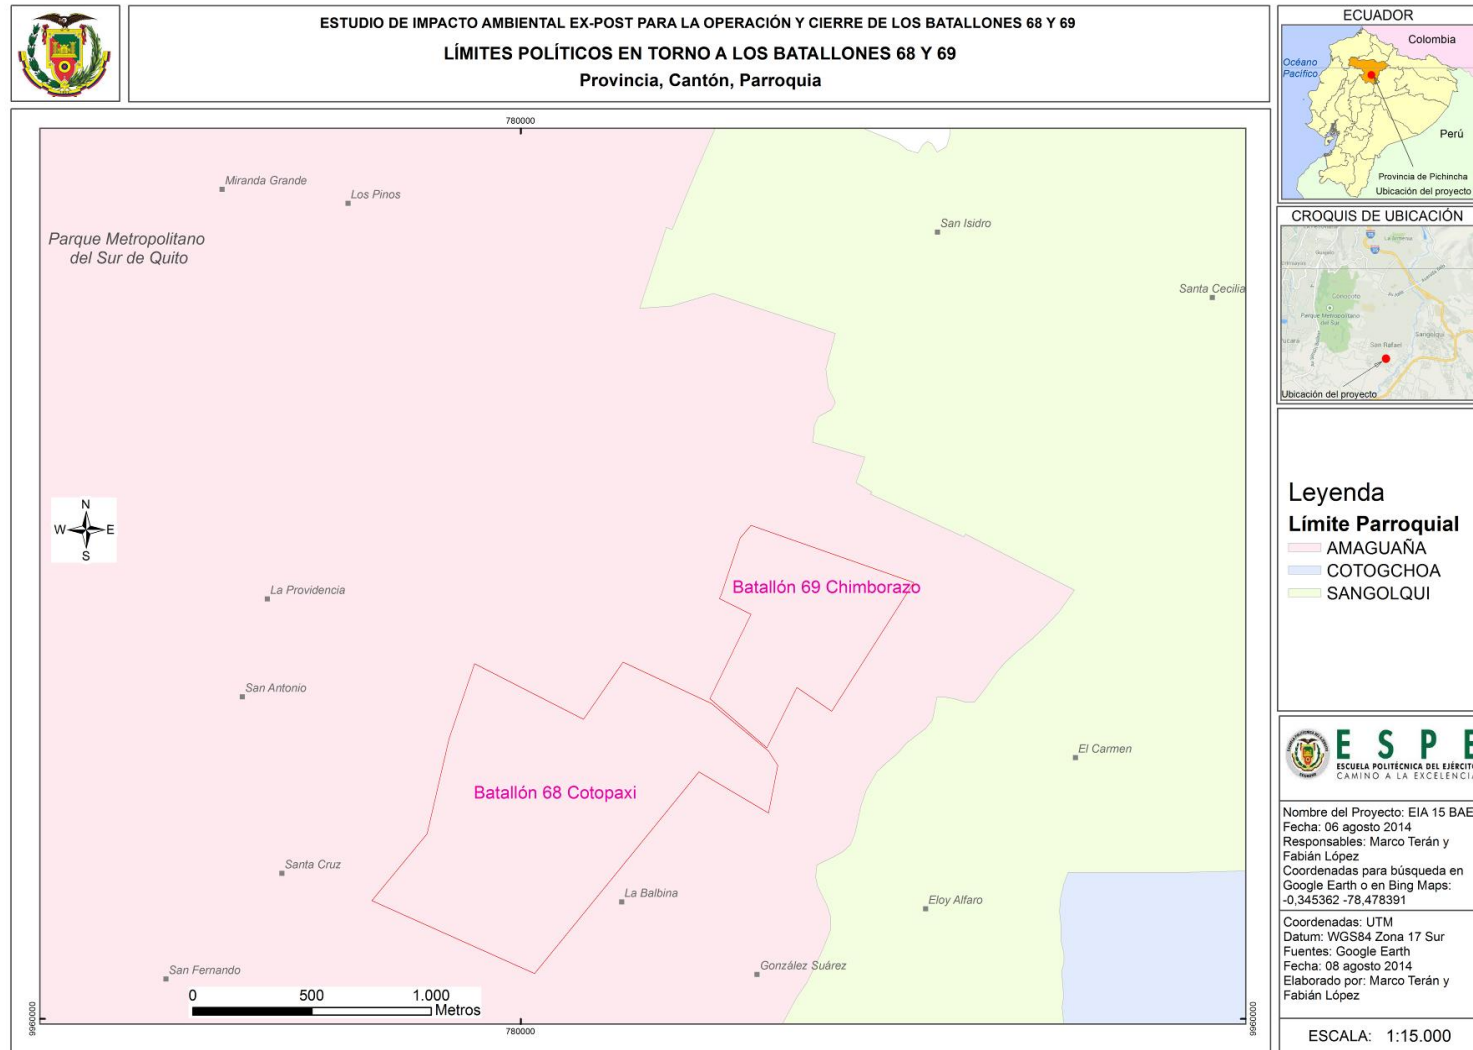 ESTUDIO DE IMPACTO AMBIENTAL EX-POST PARA LA OPERACIÓN Y CIERRE DE LOS BATALLONES 68 Y 69
LÍMITES POLÍTICOS EN TORNO A LOS BATALLONES 68 Y 69
Provincia, Cantón, Parroquia
780000
Miranda Grande
Los Pinos
Parque Metropolitano
del Sur de Quito
San Isidro
Santa Cecilia
N
W E
S
La Providencia
Batallón 69 Chimborazo
San Antonio
El Carmen
Batallón 68 Cotopaxi
Santa Cruz
La Balbina
Eloy Alfaro
San Fernando
González Suárez
0 500 1.000
Metros
9960000
780000
9960000
ECUADOR
Colombia
Océano
Pacífico
Perú
Provincia de Pichincha
Ubicación del proyecto
CROQUIS DE UBICACIÓN
Conocoto
Parque Metropolitano
del Sur
Sangolquí
San Rafael
Ubicación del proyecto
Leyenda
Límite Parroquial
AMAGUAÑA
COTOGCHOA
SANGOLQUI
E S P E
ESCUELA POLITÉCNICA DEL EJÉRCITO
CAMINO A LA EXCELENCIA
Nombre del Proyecto: EIA 15 BAE
Fecha: 06 agosto 2014
Responsables: Marco Terán y
Fabián López
Coordenadas para búsqueda en
Google Earth o en Bing Maps:
-0,345362 -78,478391
Coordenadas: UTM
Datum: WGS84 Zona 17 Sur
Fuentes: Google Earth
Fecha: 08 agosto 2014
Elaborado por: Marco Terán y
Fabián López
ESCALA: 1:15.000